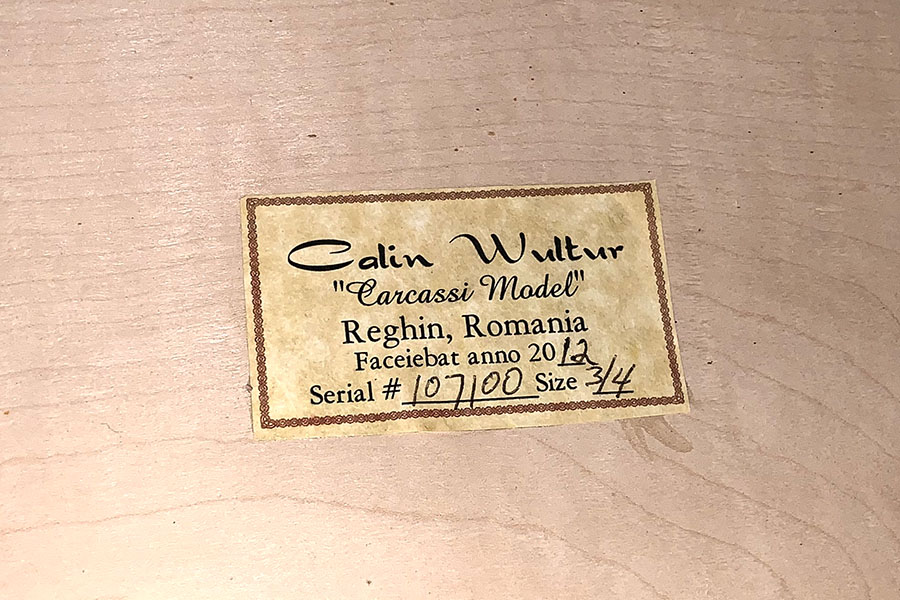 Calin Wultur
"Carcassi Model"
Reghin, Romania
Faceiebat anno 2012
Serial # 107100 Size 3/4